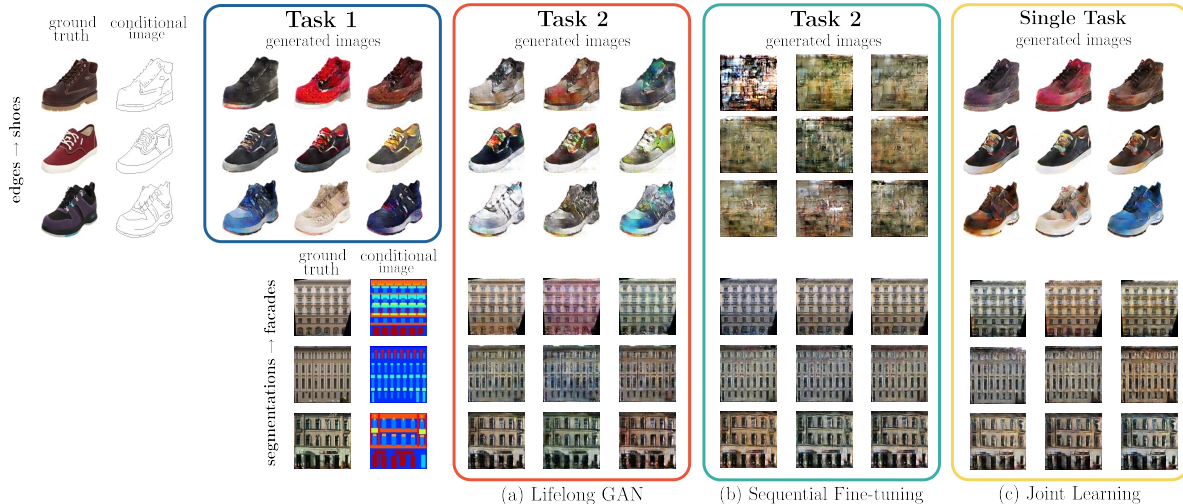 ground
truth
conditional
image
Task 1
generated images
Task 2
generated images
Task 2
generated images
Single Task
generated images
edges → shoes
ground
truth
conditional
image
segmentations → facades
(a) Lifelong GAN
(b) Sequential Fine-tuning
(c) Joint Learning